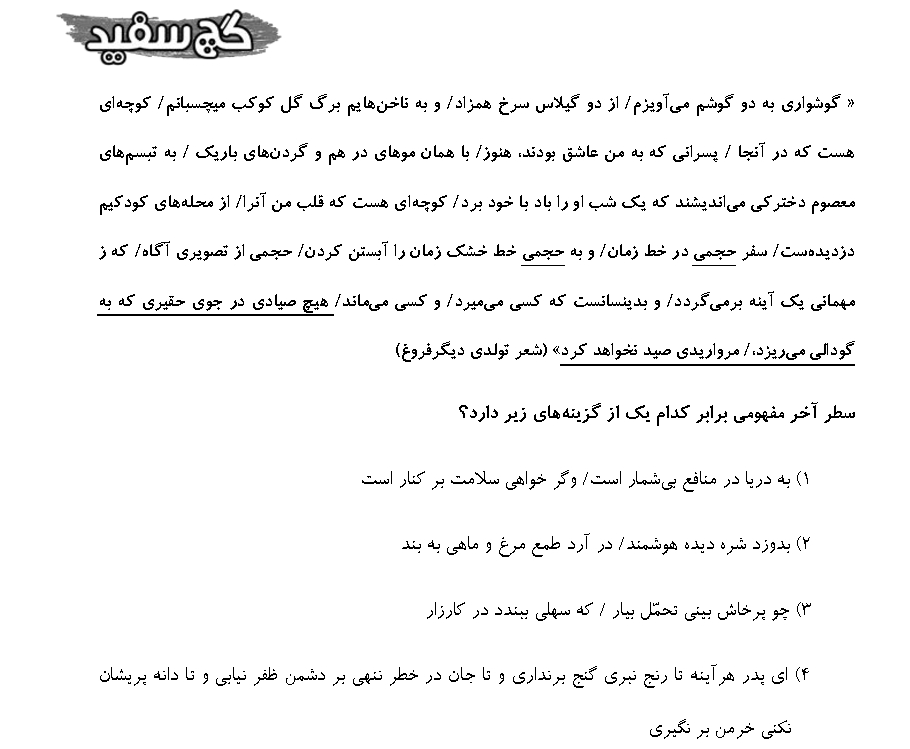 گچ سفید
« گوشواری به دو گوشم می‌آویزم/ از دو گیلاس سرخ همزاد/ و به ناخن‌هایم برگ گل کوکب میچسبانم/ کوچه‌ای
هست که در آنجا / پسرانی که به من عاشق بودند، هنوز/ با همان موهای در هم و گردن‌های باریک / به تبسم‌های
معصوم دخترکی می‌اندیشند که یک شب او را باد با خود برد/ کوچه‌ای هست که قلب من آنرا/ از محله‌های کودکیم
دزدیده‌ست/ سفر حجمی در خط زمان/ و به حجمی خط خشک زمان را آبستن کردن/ حجمی از تصویری آگاه/ که ز
مهمانی یک آینه برمی‌گردد/ و بدینسانست که کسی می‌میرد/ و کسی می‌ماند/ هیچ صیادی در جوی حقیری که به
گودالی می‌ریزد،/ مرواریدی صید نخواهد کرد» (شعر تولدی دیگرفروغ)
سطر آخر مفهومی برابر کدام یک از گزینه‌های زیر دارد؟
۱) به دریا در منافع بی‌شمار است/ وگر خواهی سلامت بر کنار است
۲) بدوزد شره دیده هوشمند/ در آرد طمع مرغ و ماهی به بند
۳) چو پرخاش بینی تحمّل بیار / که سهلی ببندد در کارزار
۴) ای پدر هرآینه تا رنج نبری گنج برنداری و تا جان در خطر ننهی بر دشمن ظفر نیابی و تا دانه پریشان
نکنی خرمن بر نگیری